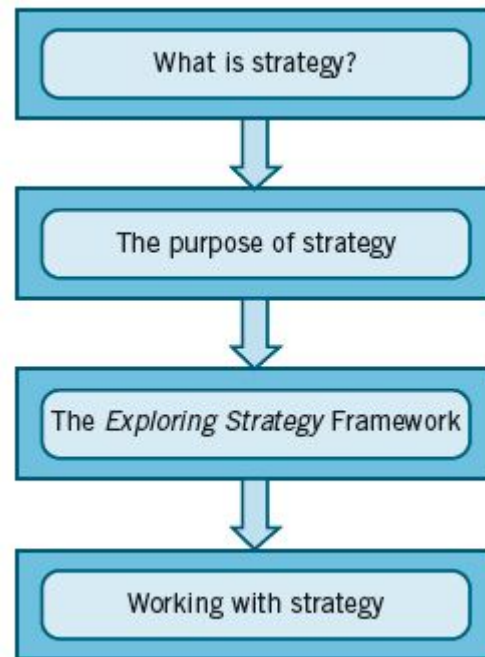 What is strategy?
The purpose of strategy
The Exploring Strategy Framework
Working with strategy